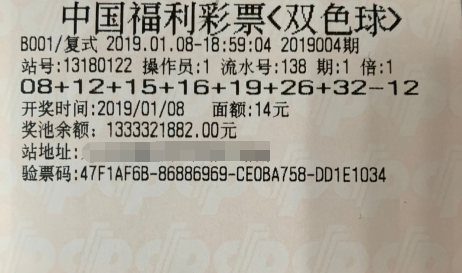 中国福利彩票<双色球>
B001/复式 2019.01.08-18:59:04 2019004期
站号:13180122 操作员:1 流水号:138 期:1 倍:1
08+12+15+16+19+26+32-12
开奖时间:2019/01/08 面额:14元
奖池余额: 1333321882.00元
站地址:
验票码:47F1AF6B-86886969-CE0BA758-DD1E1034